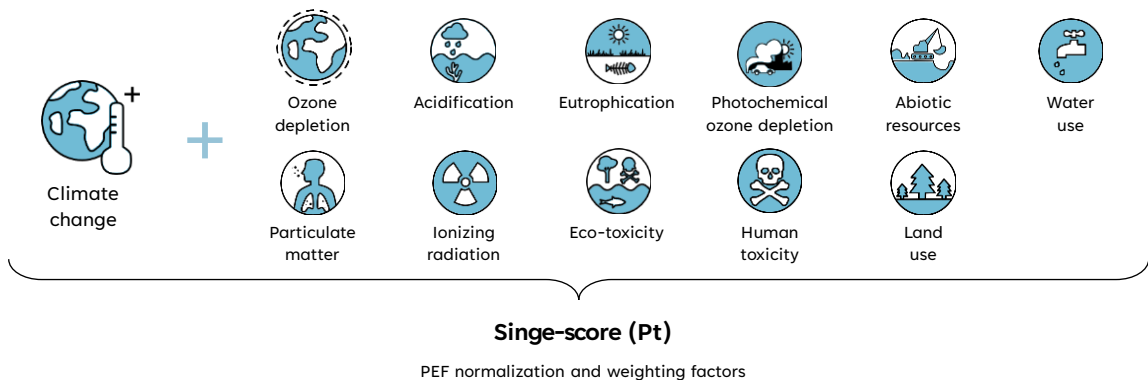 Climate
change
Ozone
depletion
Acidification
Eutrophication
Photochemical
ozone depletion
Abiotic
resources
Water
use
Particulate
matter
Ionizing
radiation
Eco-toxicity
Human
toxicity
Land
use
Singe-score (Pt)
PEF normalization and weighting factors